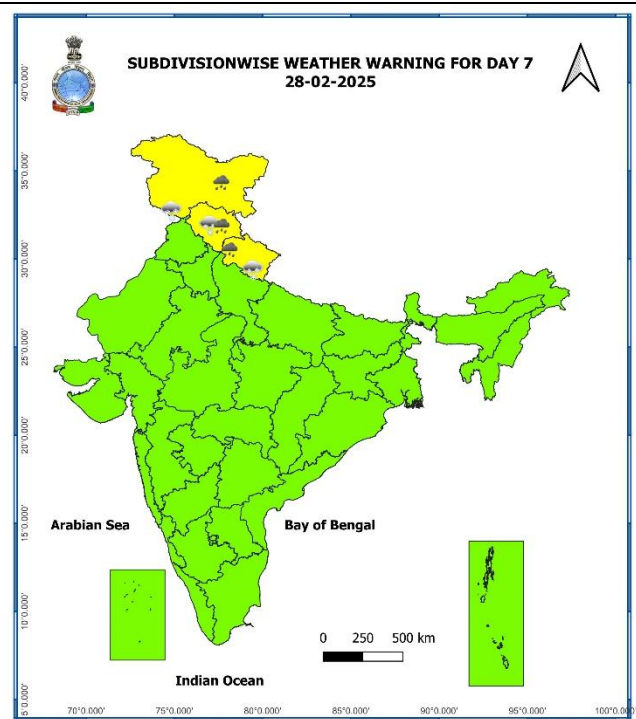 SUBDIVISIONWISE WEATHER WARNING FOR DAY 7
28-02-2025
40°0.000'
35°0.000'
30°0.000'
25°0.000'
20°0.000'
15°0.000'
10°0.000'
5°0.000'
Arabian Sea
Bay of Bengal
0 250 500 km
Indian Ocean
70°0.000' 75°0.000' 80°0.000' 85°0.000' 90°0.000' 95°0.000' 100°0.000'